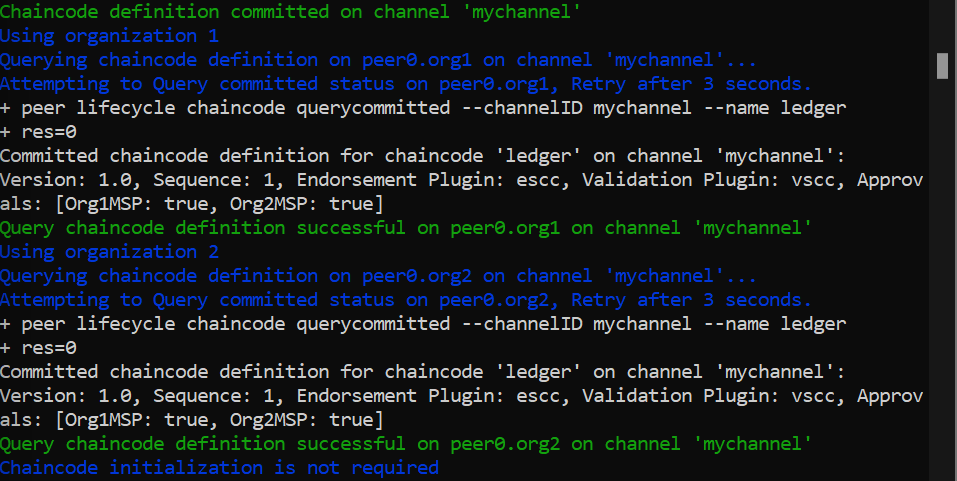 Chaincode definition committed on channel 'mychannel'
Using organization 1
Querying chaincode definition on peer0.org1 on channel 'mychannel'...
Attempting to Query committed status on peer0.org1, Retry after 3 seconds.
+ peer lifecycle chaincode querycommitted --channelID mychannel --name ledger
+ res=0
Committed chaincode definition for chaincode 'ledger' on channel 'mychannel':
Version: 1.0, Sequence: 1, Endorsement Plugin: escc, Validation Plugin: vscc, Approv
als: [Org1MSP: true, Org2MSP: true]
Query chaincode definition successful on peer0.org1 on channel 'mychannel'
Using organization 2
Querying chaincode definition on peer0.org2 on channel 'mychannel'...
Attempting to Query committed status on peer0.org2, Retry after 3 seconds.
+ peer lifecycle chaincode querycommitted --channelID mychannel --name ledger
+ res=0
Committed chaincode definition for chaincode 'ledger' on channel 'mychannel':
Version: 1.0, Sequence: 1, Endorsement Plugin: escc, Validation Plugin: vscc, Approv
als: [Org1MSP: true, Org2MSP: true]
Query chaincode definition successful on peer0.org2 on channel 'mychannel'
Chaincode initialization is not required